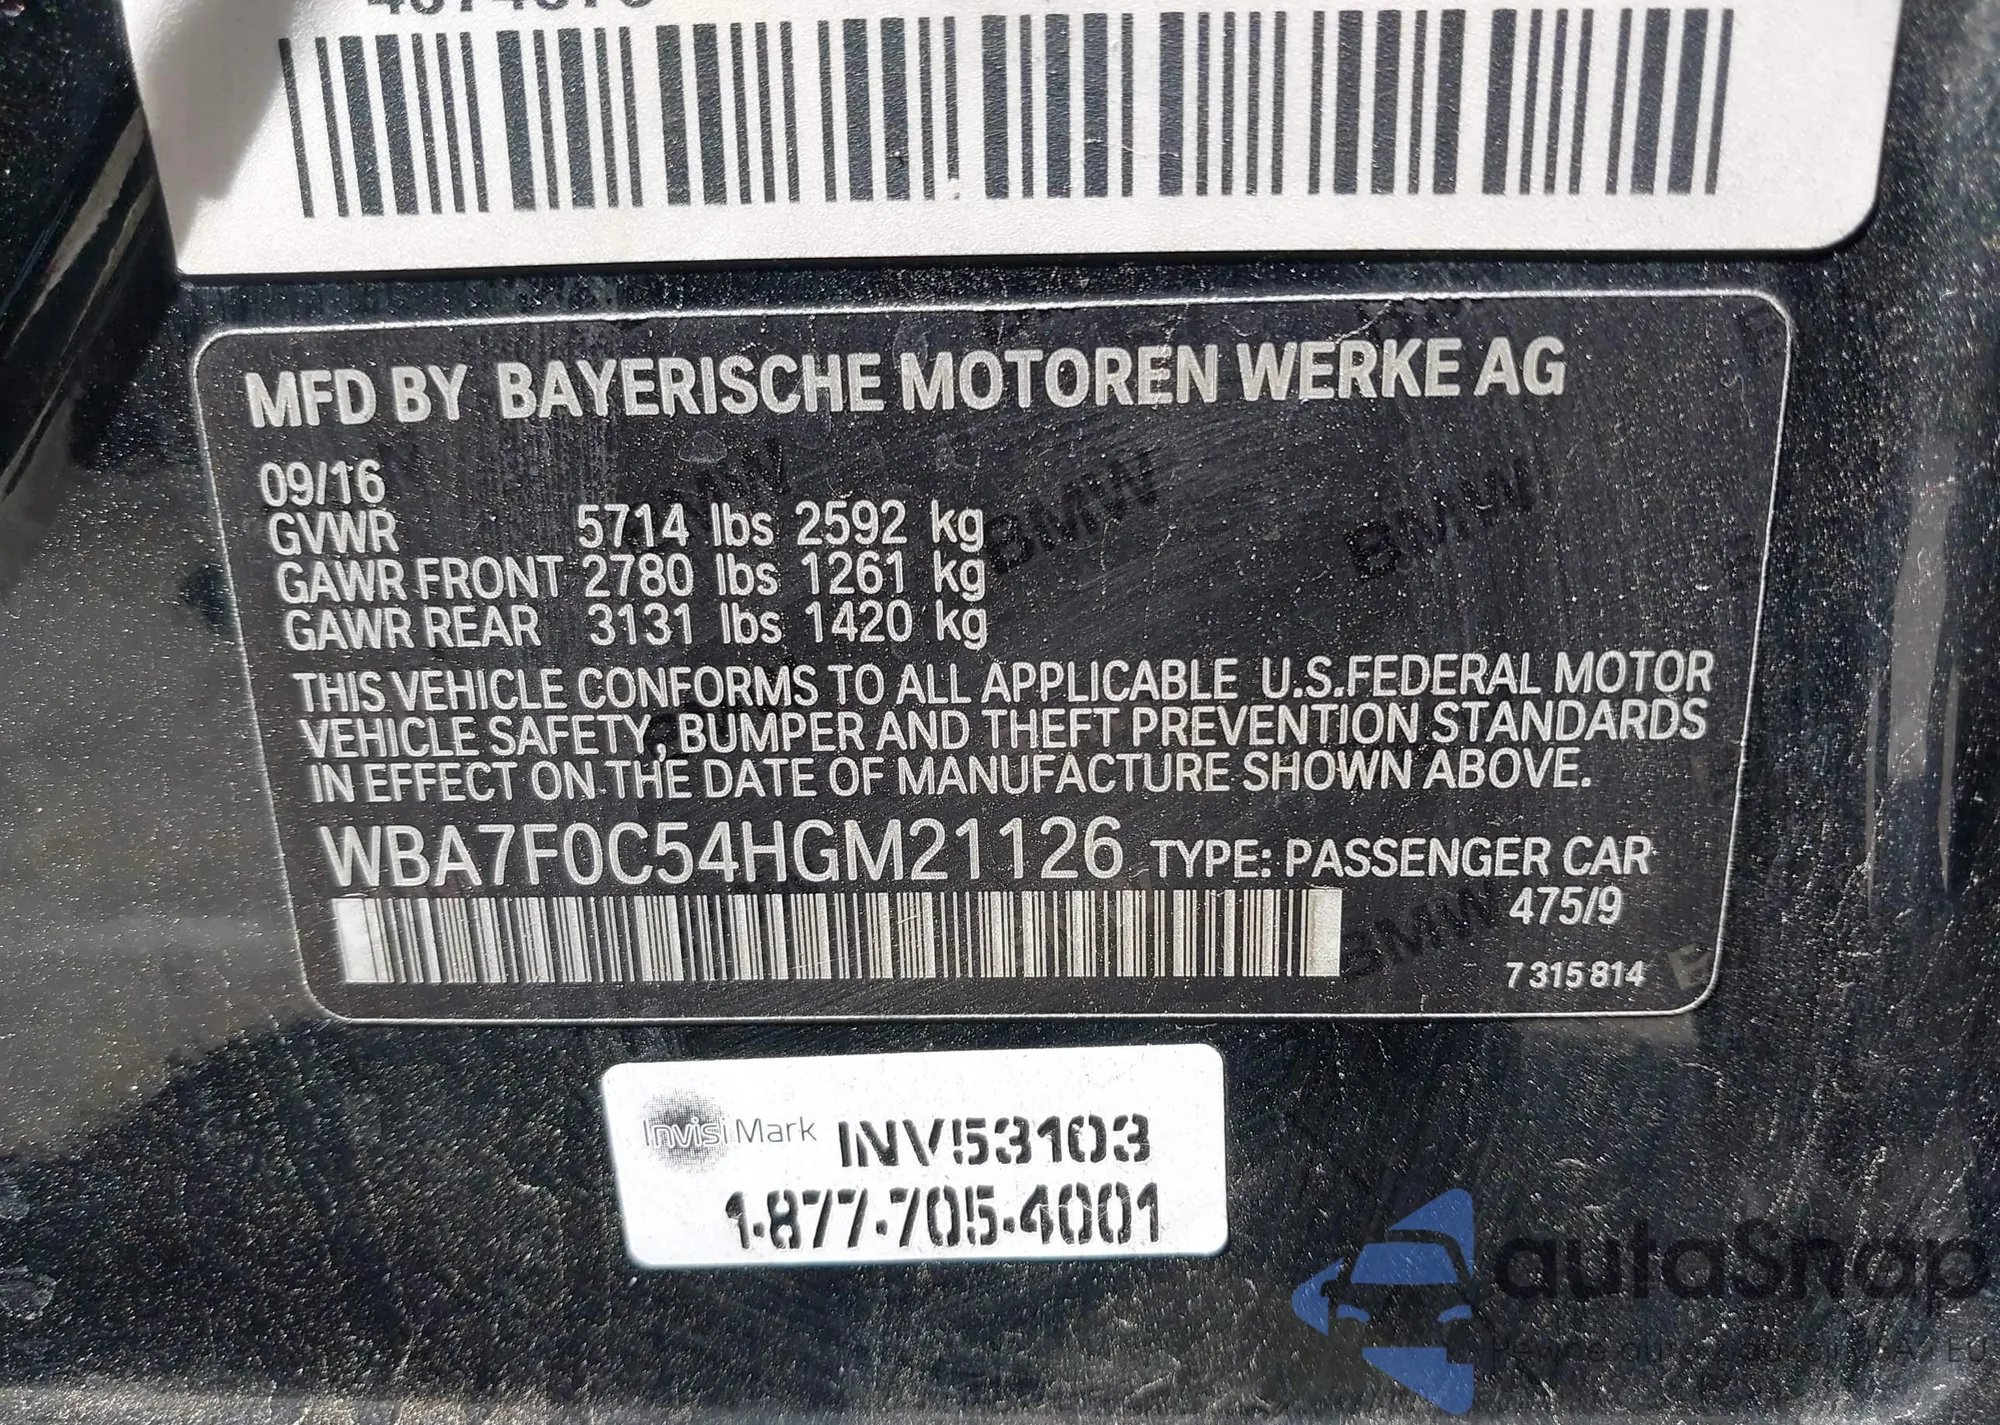 MFD BY BAYERISCHE MOTOREN WERKE AG
09/16
GVWR 5714 lbs 2592 kg
GAWR FRONT 2780 lbs 1261 kg
GAWR REAR 3131 lbs 1420 kg
THIS VEHICLE CONFORMS TO ALL APPLICABLE U.S.FEDERAL MOTOR
VEHICLE SAFETY, BUMPER AND THEFT PREVENTION STANDARDS
IN EFFECT ON THE DATE OF MANUFACTURE SHOWN ABOVE.
WBA7F0C54HGM21126 TYPE: PASSENGER CAR
475/9
7 315 814
BMW
BMW
BMW
InvisiMark INV53103
1-877-705-4001
autoSnap